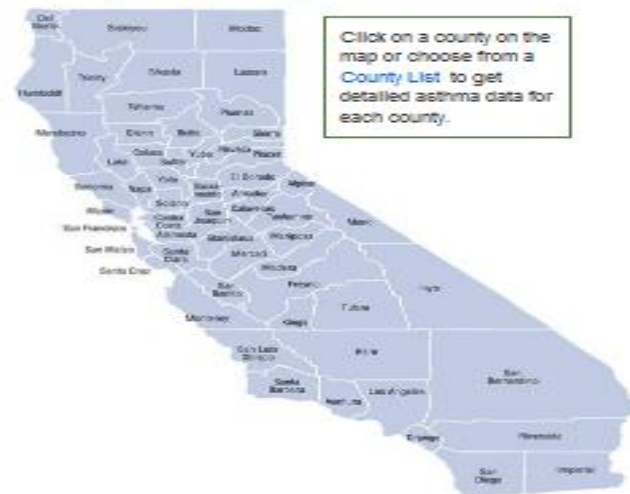 Click on a county on the
map or choose from a
County List to get
detailed asthma data for
each county.
Del
Norte
Siskiyou
Modoc
Humboldt
Trinity
Shasta
Lassen
Tehama
Plumas
Mendocino
Glenn
Butte
Sierra
Colusa
Yuba
Nevada
Placer
Lake
Sutter
El Dorado
Sonoma
Napa
Yolo
Sacra-
mento
Amador
Alpine
Solano
Calaveras
Marin
Contra
Costa
San
Joaquin
Tuolumne
Mono
San Francisco
Alameda
Stanislaus
Mariposa
San Mateo
Santa
Clara
Merced
Santa Cruz
Madera
San
Benito
Fresno
Inyo
Monterey
Kings
Tulare
San Luis
Obispo
Kern
San
Bernardino
Santa
Barbara
Ventura
Los Angeles
Orange
Riverside
San
Diego
Imperial